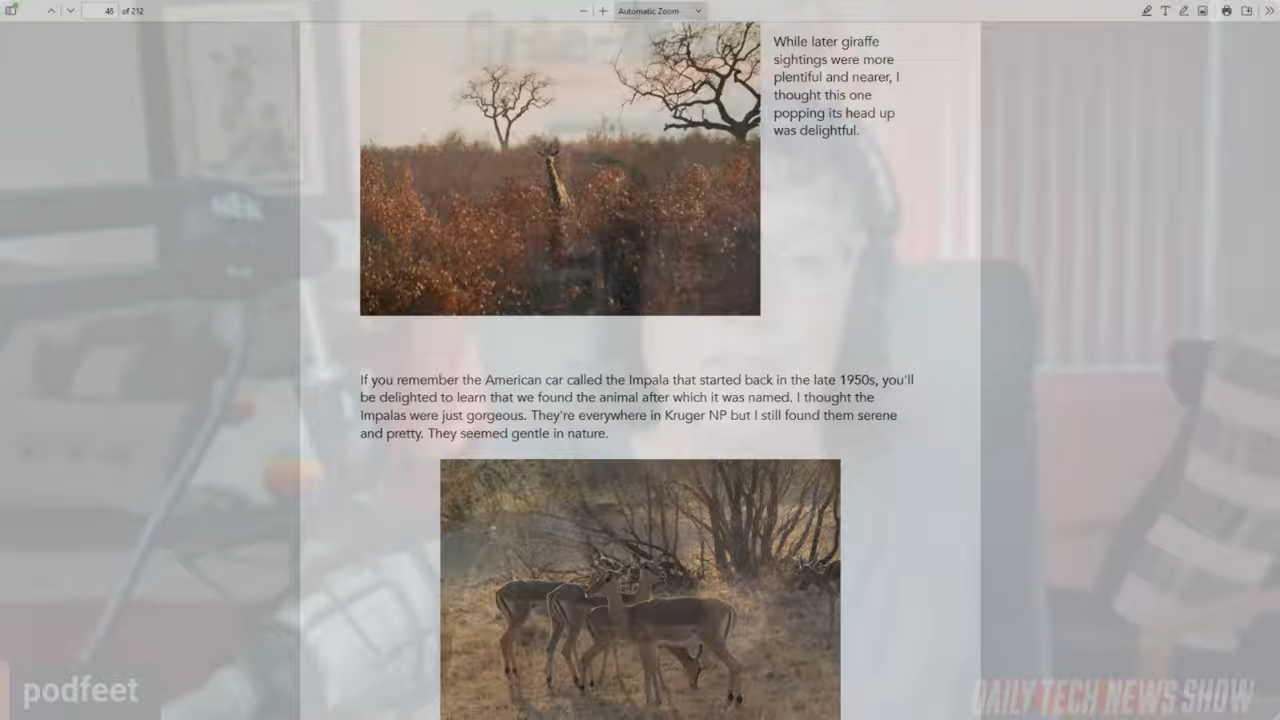 45 of 212
Automatic Zoom
While later giraffe
sightings were more
plentiful and nearer, I
thought this one
popping its head up
was delightful.
If you remember the American car called the Impala that started back in the late 1950s, you'll
be delighted to learn that we found the animal after which it was named. I thought the
Impalas were just gorgeous. They're everywhere in Kruger NP but I still found them serene
and pretty. They seemed gentle in nature.
podfeet
DAILY TECH NEWS SHOW